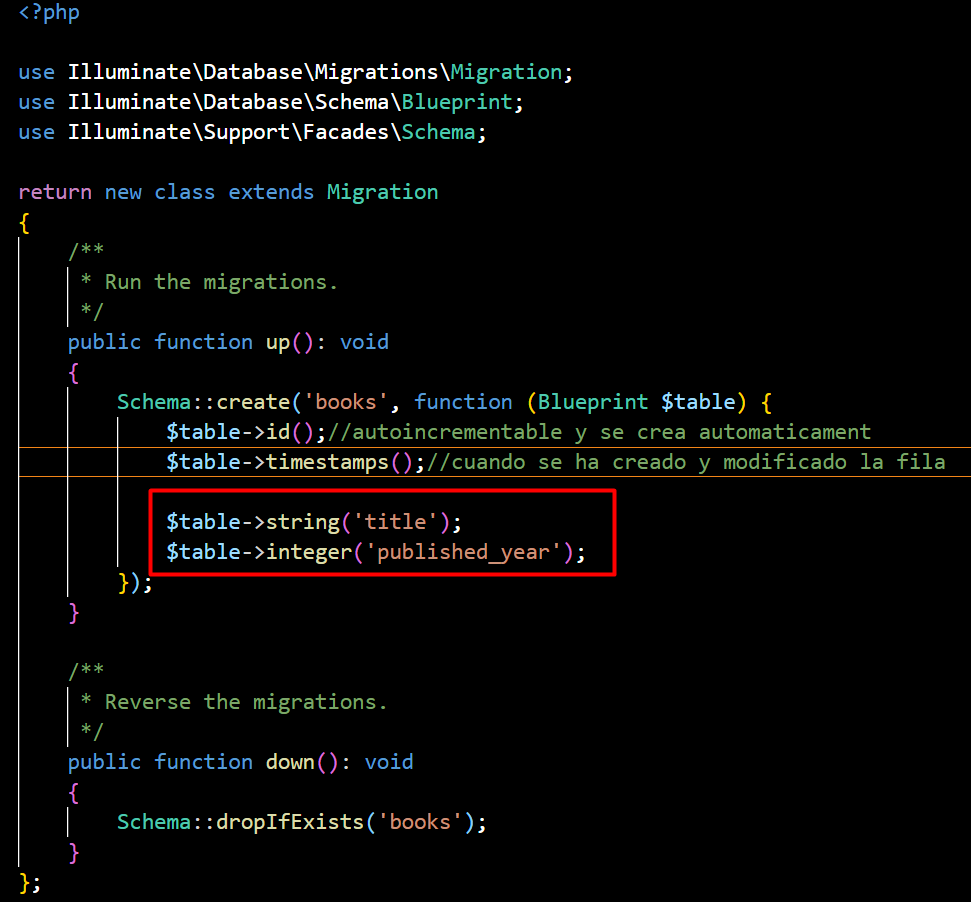 <?php
use Illuminate\Database\Migrations\Migration;
use Illuminate\Database\Schema\Blueprint;
use Illuminate\Support\Facades\Schema;
return new class extends Migration
{
/**
* Run the migrations.
*/
public function up(): void
{
Schema::create('books', function (Blueprint $table) {
$table->id();//autoincrementable y se crea automaticament
$table->timestamps();//cuando se ha creado y modificado la fila
$table->string('title');
$table->integer('published_year');
});
}
/**
* Reverse the migrations.
*/
public function down(): void
{
Schema::dropIfExists('books');
}
};